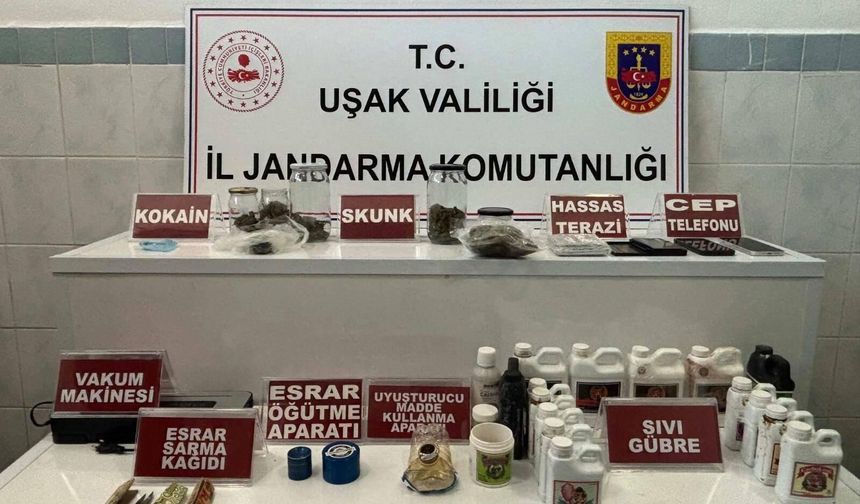 T.C.
UŞAK VALİLİĞİ
İL JANDARMA KOMUTANLIĞI
JANDARMA
KOKAİN
SKUNK
HASSAS
TERAZİ
CEP
TELEFONU
VAKUM
MAKİNESİ
ESRAR
ÖĞÜTME
APARATI
UYUŞTURUCU
MADDE
KULLANMA
APARATI
ESRAR
SARMA
KAĞIDI
SIVI
GÜBRE